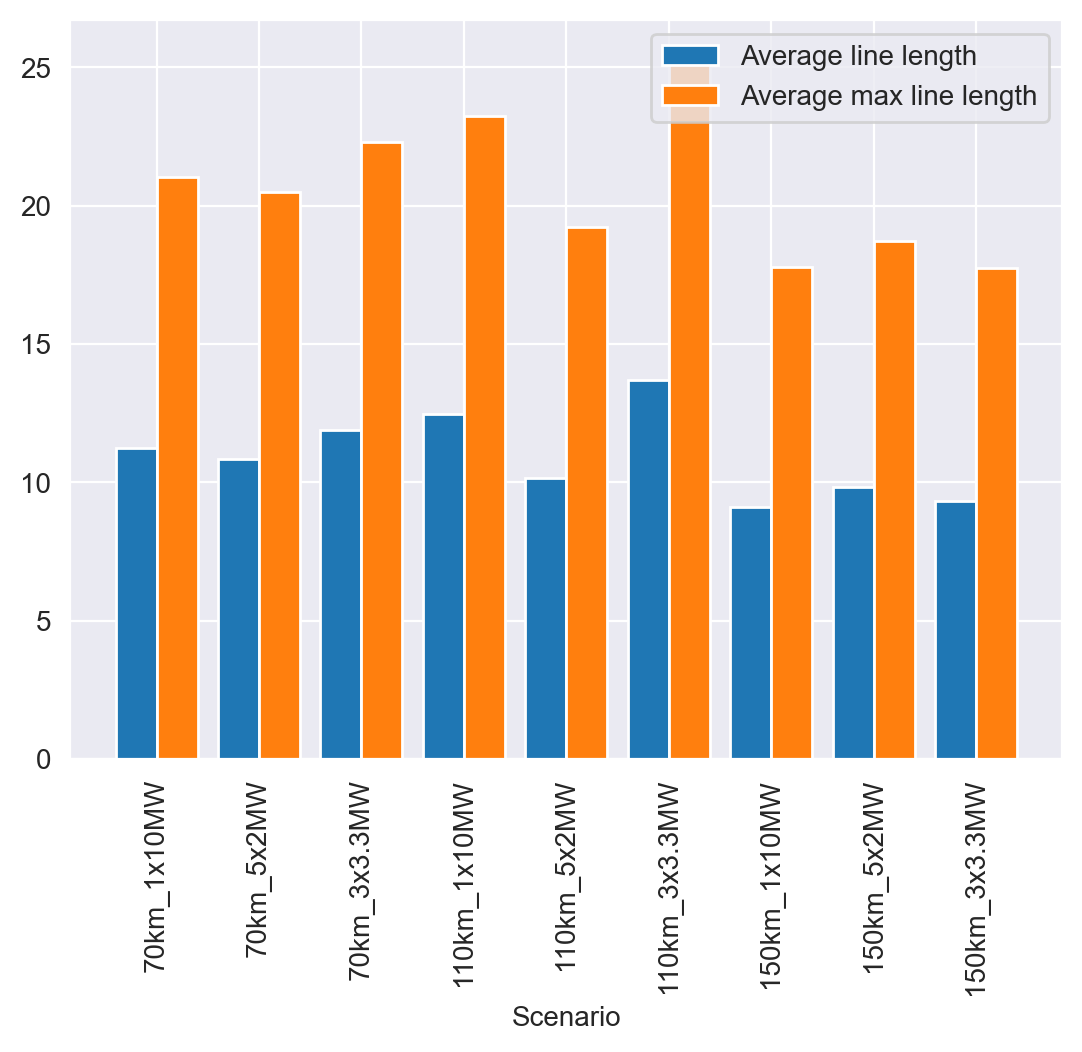 Average line length
Average max line length
25
20
15
10
5
0
70km_1x10MW
70km_5x2MW
70km_3x3.3MW
110km_1x10MW
110km_5x2MW
110km_3x3.3MW
150km_1x10MW
150km_5x2MW
150km_3x3.3MW
Scenario